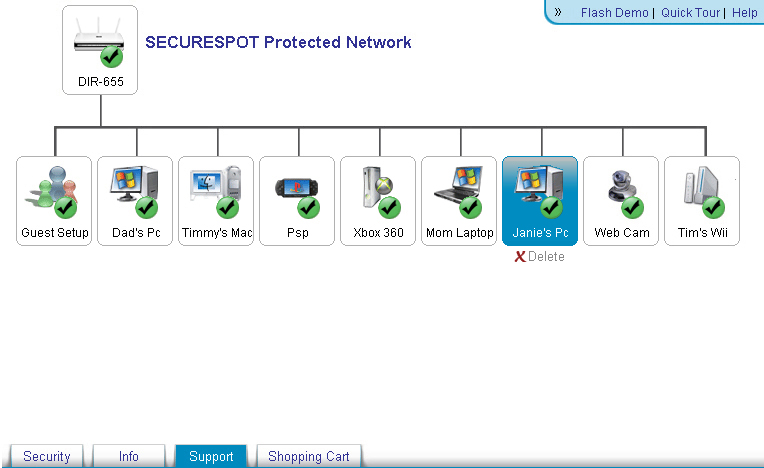 » Flash Demo | Quick Tour | Help
SECURESPOT Protected Network
DIR-655
Guest Setup Dad's Pc Timmy's Mac Psp Xbox 360 Mom Laptop Janie's Pc Web Cam Tim's Wii
X Delete
Security Info Support Shopping Cart